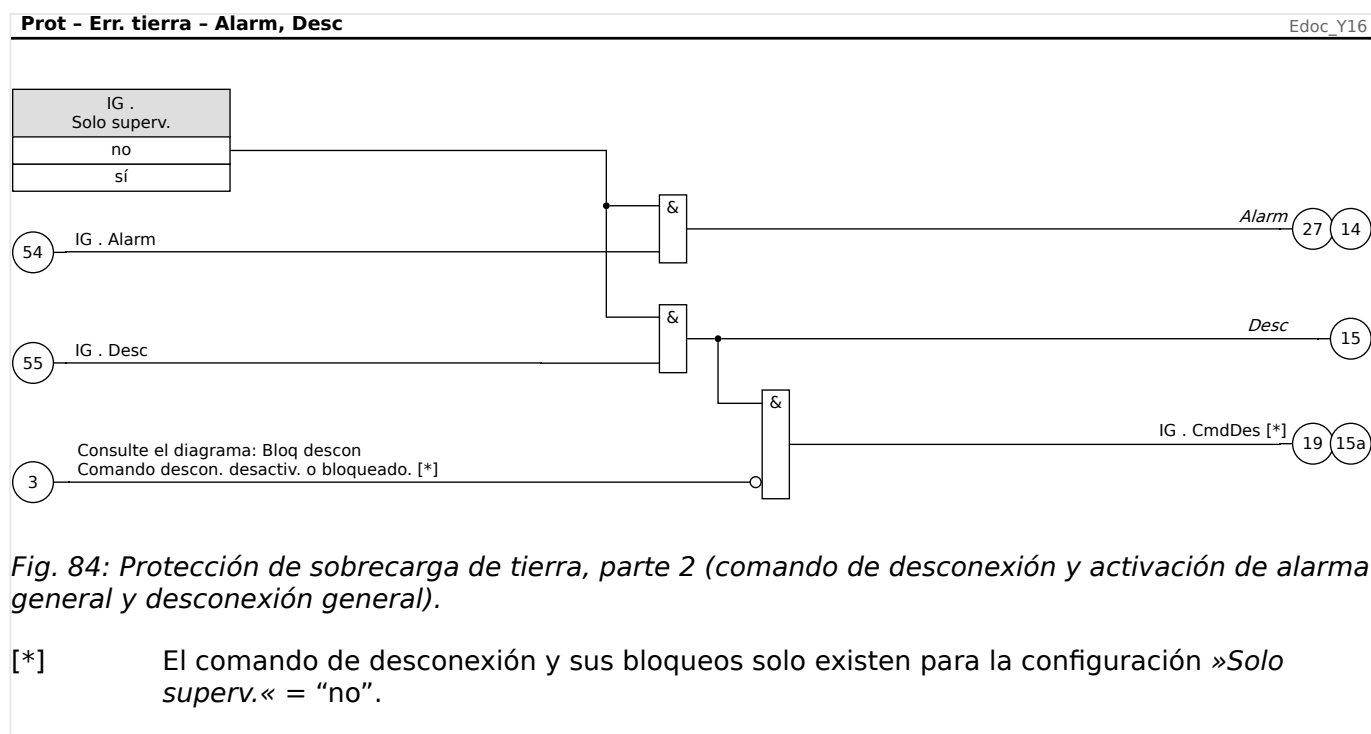 Prot – Err. tierra – Alarm, Desc
Edoc_Y16
IG .
Solo superv.
no
sí
&
Alarm
27 14
54
IG . Alarm
&
Desc
15
55
IG . Desc
&
IG . CmdDes [*]
19 15a
Consulte el diagrama: Bloq descon
Comando descon. desactiv. o bloqueado. [*]
3
Fig. 84: Protección de sobrecarga de tierra, parte 2 (comando de desconexión y activación de alarma
general y desconexión general).
[*] El comando de desconexión y sus bloqueos solo existen para la configuración »Solo
superv.« = “no”.